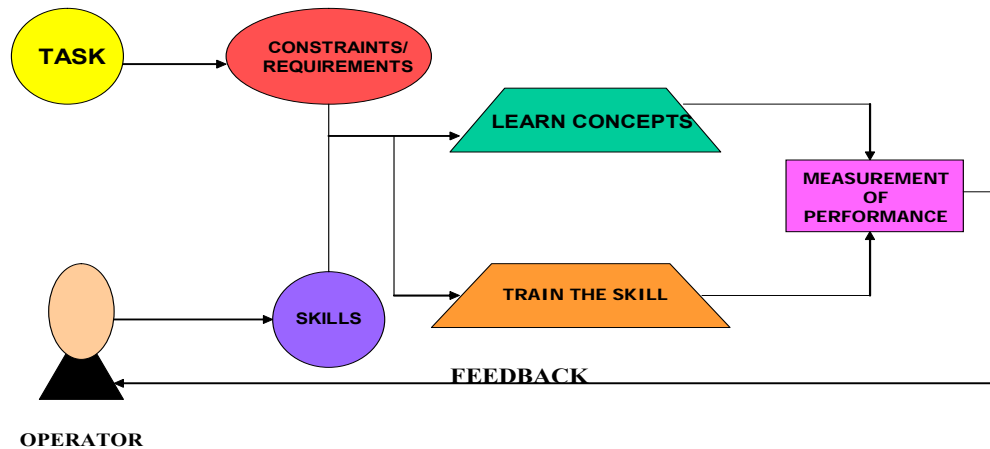 TASK
CONSTRAINTS/
REQUIREMENTS
LEARN CONCEPTS
MEASUREMENT
OF
PERFORMANCE
TRAIN THE SKILL
SKILLS
FEEDBACK
OPERATOR